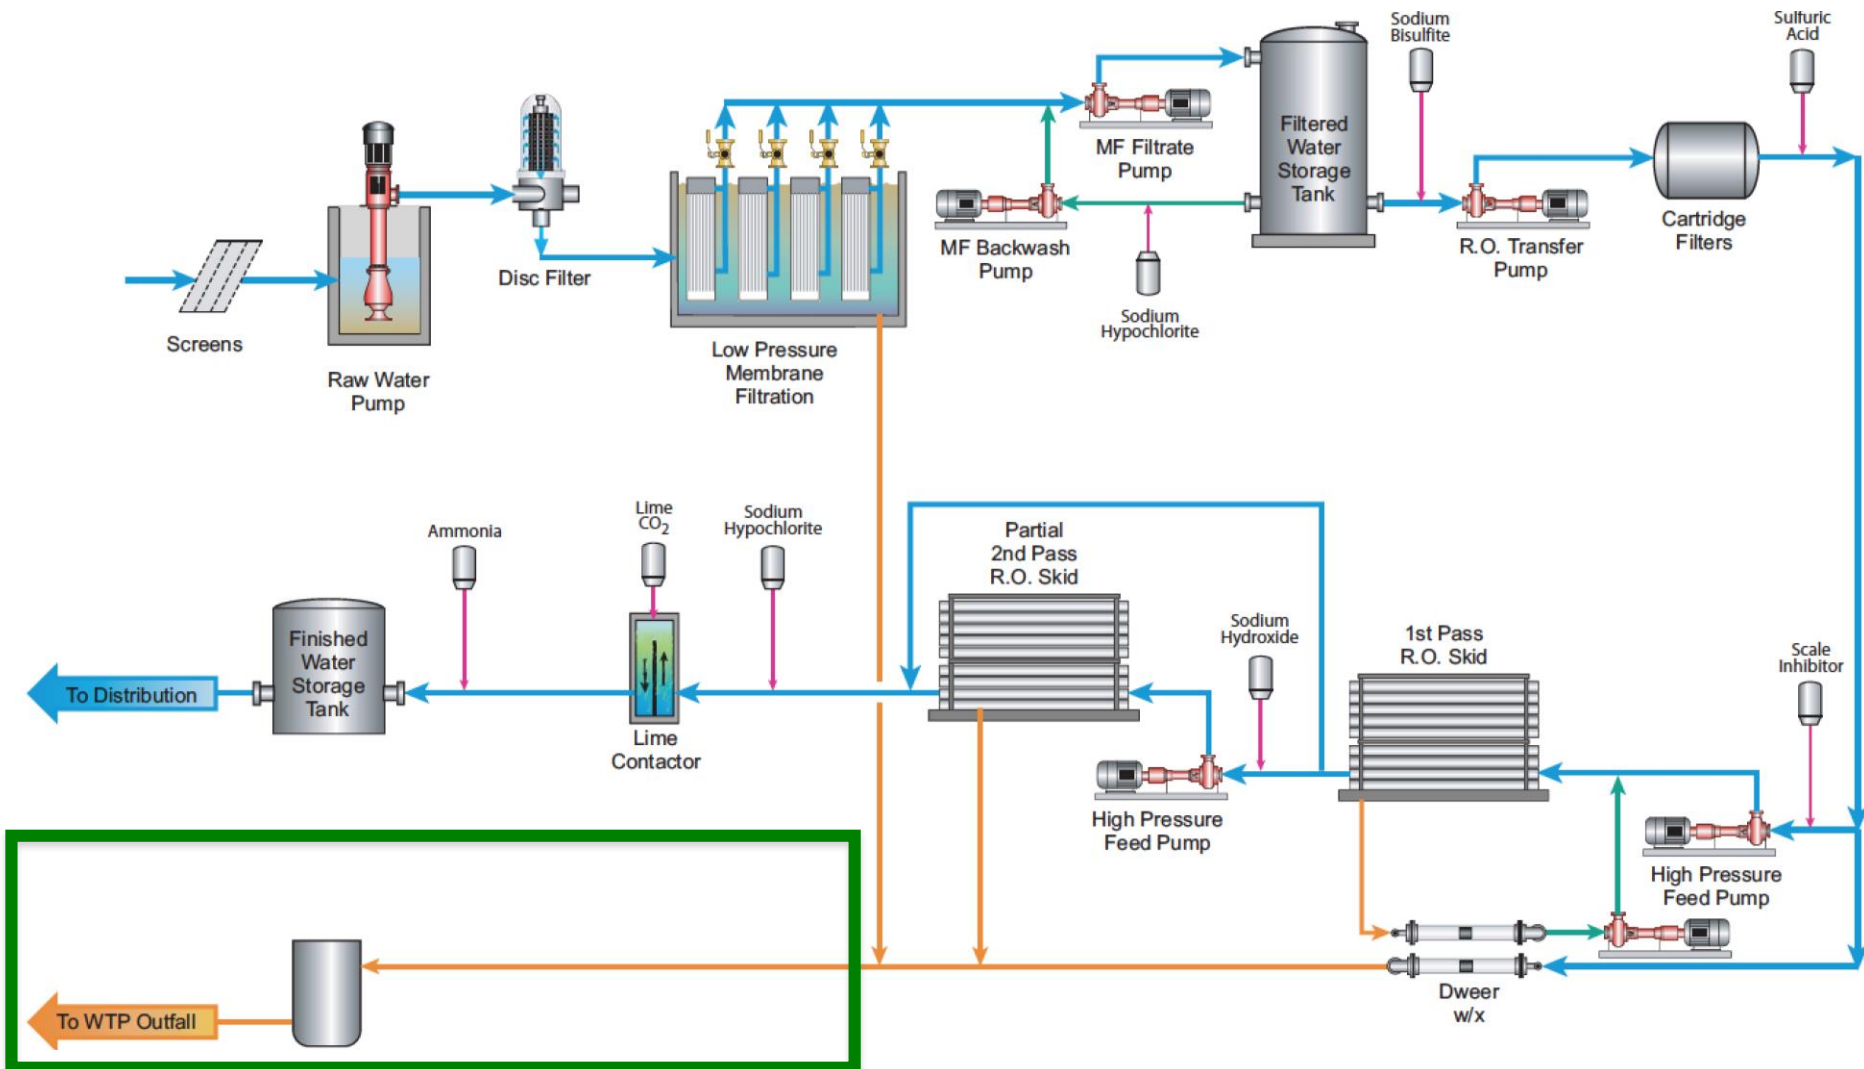 Sodium
Bisulfite
Sulfuric
Acid
Filtered
Water
Storage
Tank
MF Filtrate
Pump
MF Backwash
Pump
R.O. Transfer
Pump
Cartridge
Filters
Disc Filter
Sodium
Hypochlorite
Screens
Raw Water
Pump
Low Pressure
Membrane
Filtration
Ammonia
Lime
CO2
Sodium
Hypochlorite
Partial
2nd Pass
R.O. Skid
Sodium
Hydroxide
1st Pass
R.O. Skid
Scale
Inhibitor
To Distribution
Finished
Water
Storage
Tank
Lime
Contactor
High Pressure
Feed Pump
High Pressure
Feed Pump
Dweer
w/x
To WTP Outfall